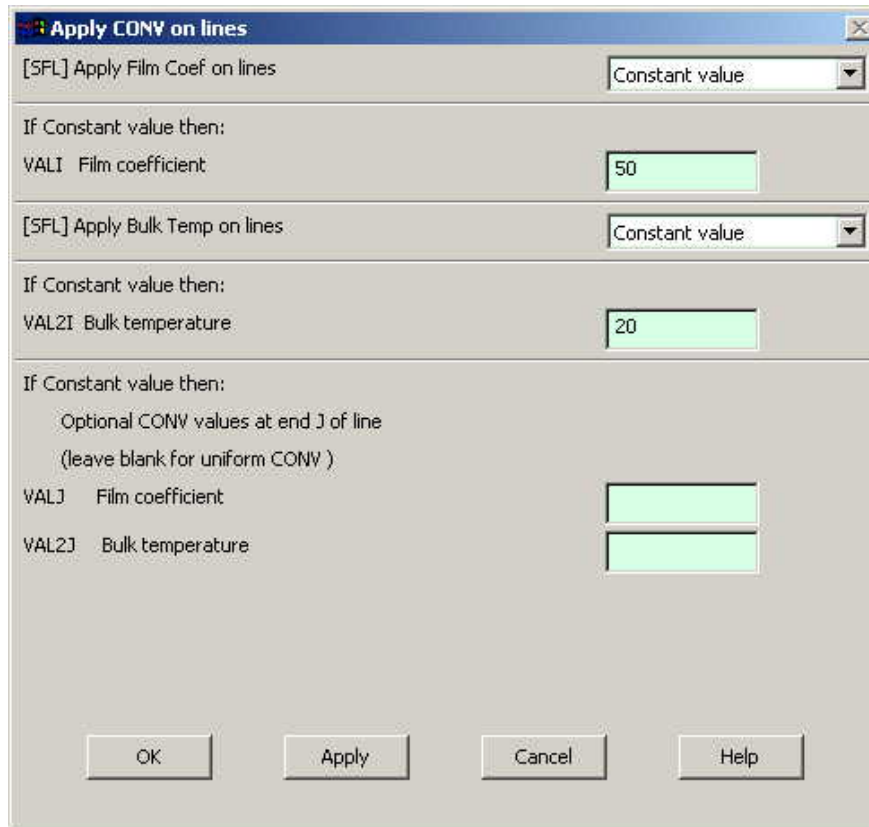 Apply CONV on lines
[SFL] Apply Film Coef on lines Constant value
If Constant value then:
VALI Film coefficient 50
[SFL] Apply Bulk Temp on lines Constant value
If Constant value then:
VAL2I Bulk temperature 20
If Constant value then:
Optional CONV values at end J of line
(leave blank for uniform CONV )
VALJ Film coefficient
VAL2J Bulk temperature
OK Apply Cancel Help